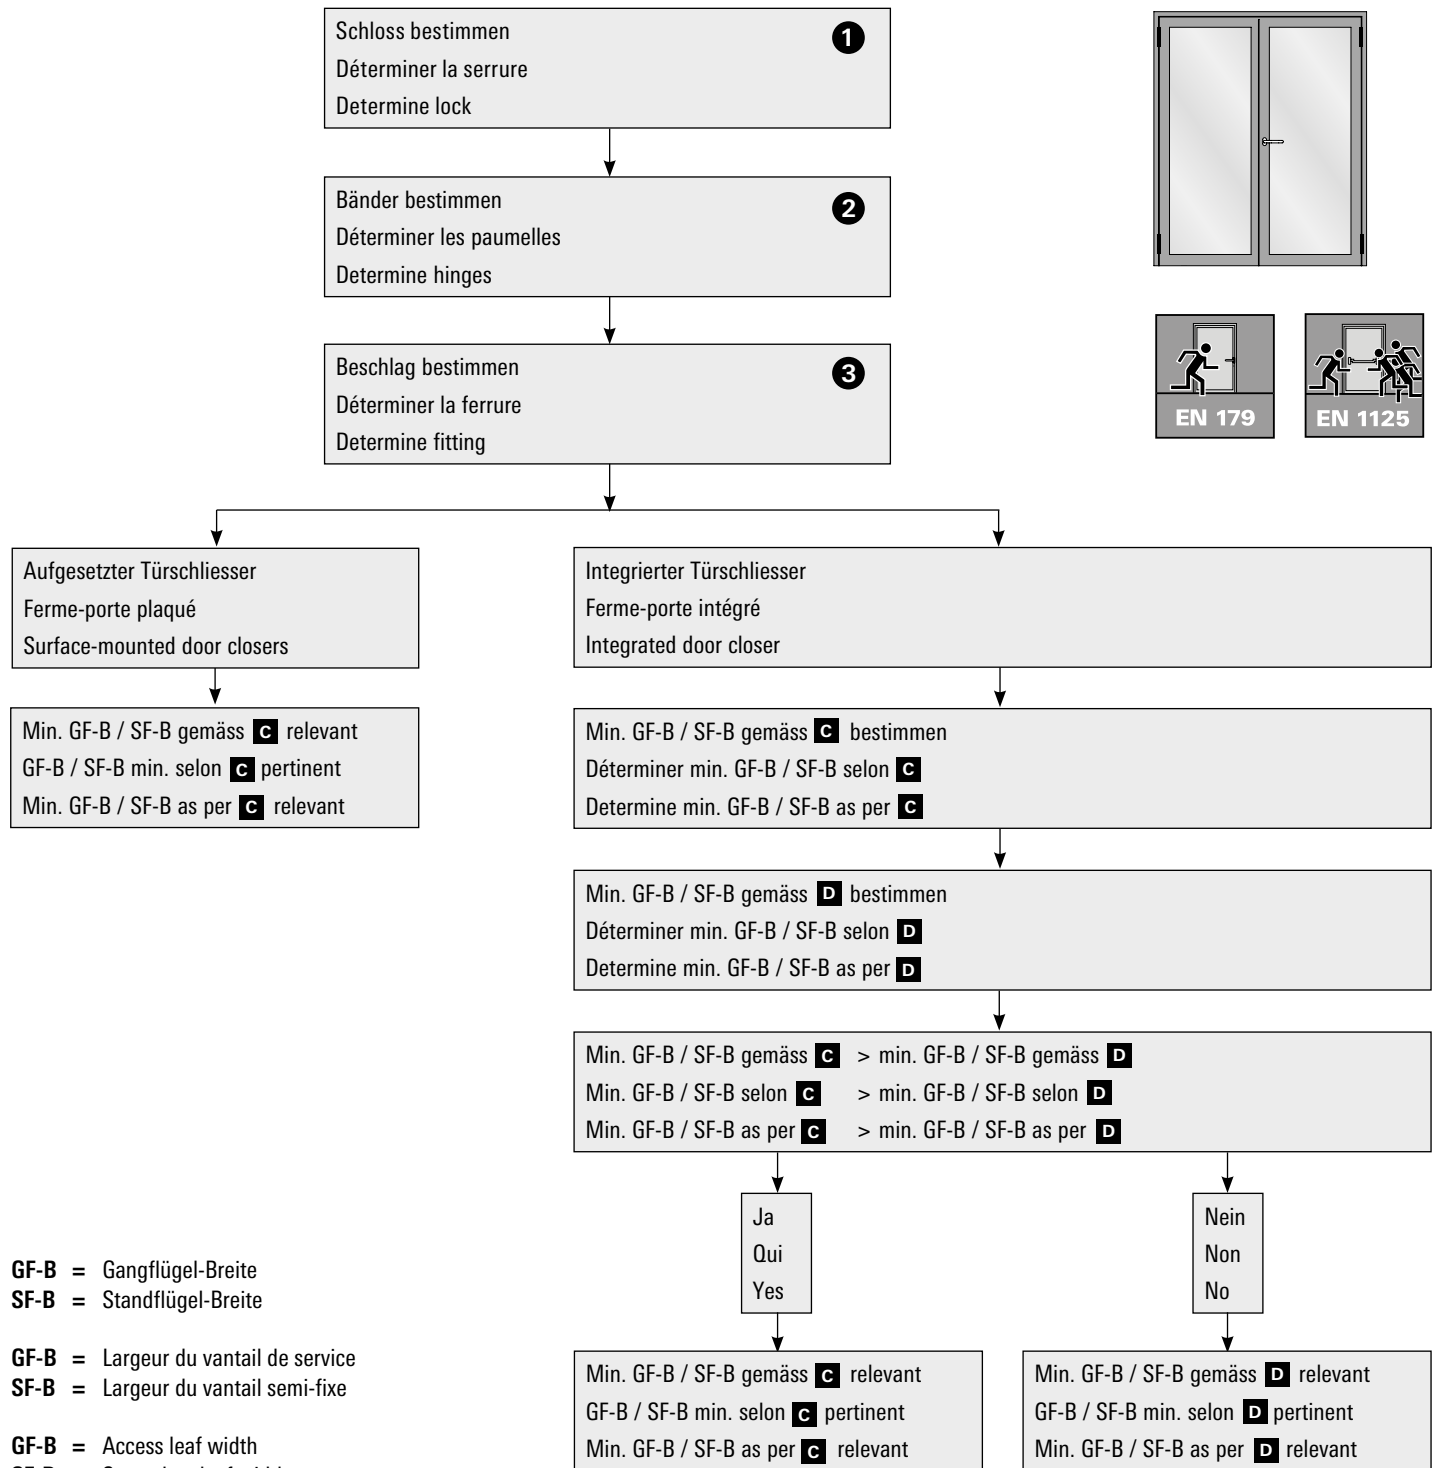 Schloss bestimmen 1
Déterminer la serrure
Determine lock
Bänder bestimmen 2
Déterminer les paumelles
Determine hinges
Beschlag bestimmen 3
Déterminer la ferrure
Determine fitting
EN 179
EN 1125
Aufgesetzter Türschliesser
Ferme-porte plaqué
Surface-mounted door closers
Integrierter Türschliesser
Ferme-porte intégré
Integrated door closer
Min. GF-B / SF-B gemäss C relevant
GF-B / SF-B min. selon C pertinent
Min. GF-B / SF-B as per C relevant
Min. GF-B / SF-B gemäss C bestimmen
Déterminer min. GF-B / SF-B selon C
Determine min. GF-B / SF-B as per C
Min. GF-B / SF-B gemäss D bestimmen
Déterminer min. GF-B / SF-B selon D
Determine min. GF-B / SF-B as per D
Min. GF-B / SF-B gemäss C > min. GF-B / SF-B gemäss D
Min. GF-B / SF-B selon C > min. GF-B / SF-B selon D
Min. GF-B / SF-B as per C > min. GF-B / SF-B as per D
Ja
Qui
Yes
Nein
Non
No
Min. GF-B / SF-B gemäss C relevant
GF-B / SF-B min. selon C pertinent
Min. GF-B / SF-B as per C relevant
Min. GF-B / SF-B gemäss D relevant
GF-B / SF-B min. selon D pertinent
Min. GF-B / SF-B as per D relevant
GF-B = Gangflügel-Breite
SF-B = Standflügel-Breite
GF-B = Largeur du vantail de service
SF-B = Largeur du vantail semi-fixe
GF-B = Access leaf width